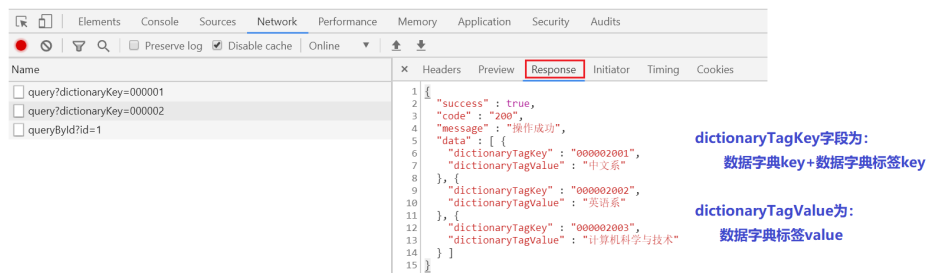 Elements Console Sources Network Performance Memory Application Security Audits
Preserve log Disable cache Online
Name
× Headers Preview Response Initiator Timing Cookies
query?dictionaryKey=000001
query?dictionaryKey=000002
queryById?id=1
1 {
2 "success" : true,
3 "code" : "200",
4 "message" : "操作成功",
5 "data" : [ {
6 "dictionaryTagKey" : "000002001",
7 "dictionaryTagValue" : "中文系"
8 }, {
9 "dictionaryTagKey" : "000002002",
10 "dictionaryTagValue" : "英语系"
11 }, {
12 "dictionaryTagKey" : "000002003",
13 "dictionaryTagValue" : "计算机科学与技术"
14 } ]
15 }
dictionaryTagKey字段为：
数据字典key+数据字典标签key
dictionaryTagValue为：
数据字典标签value